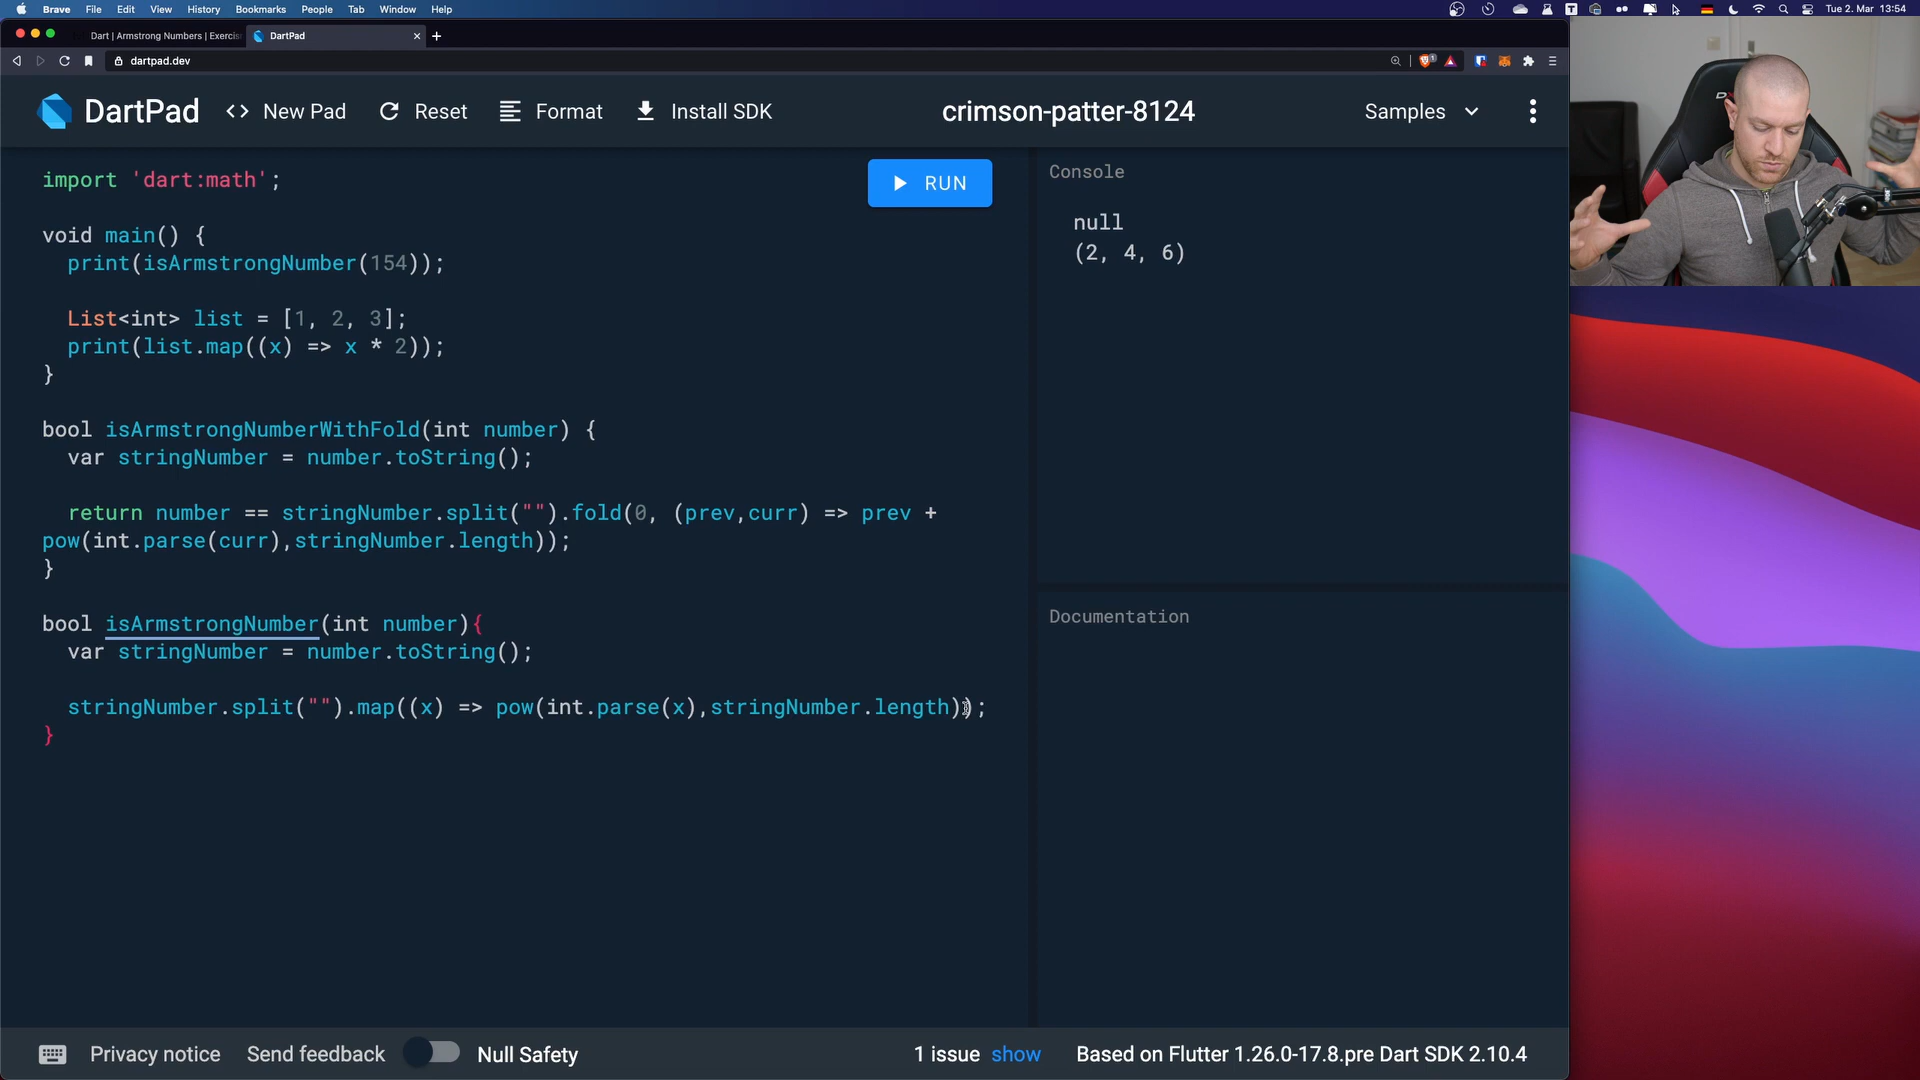 Brave File Edit View History Bookmarks People Tab Window Help Tue 2. Mar 13:54
Dart | Armstrong Numbers | Exercis DartPad
dartpad.dev
DartPad <> New Pad Reset Format Install SDK crimson-patter-8124 Samples
import 'dart:math';
RUN
void main() {
print(isArmstrongNumber(154));
List<int> list = [1, 2, 3];
print(list.map((x) => x * 2));
}
bool isArmstrongNumberWithFold(int number) {
var stringNumber = number.toString();
return number == stringNumber.split("").fold(0, (prev,curr) => prev +
pow(int.parse(curr),stringNumber.length));
}
bool isArmstrongNumber(int number){
var stringNumber = number.toString();
stringNumber.split("").map((x) => pow(int.parse(x),stringNumber.length));
}
Console
null
(2, 4, 6)
Documentation
Privacy notice Send feedback Null Safety 1 issue show Based on Flutter 1.26.0-17.8.pre Dart SDK 2.10.4